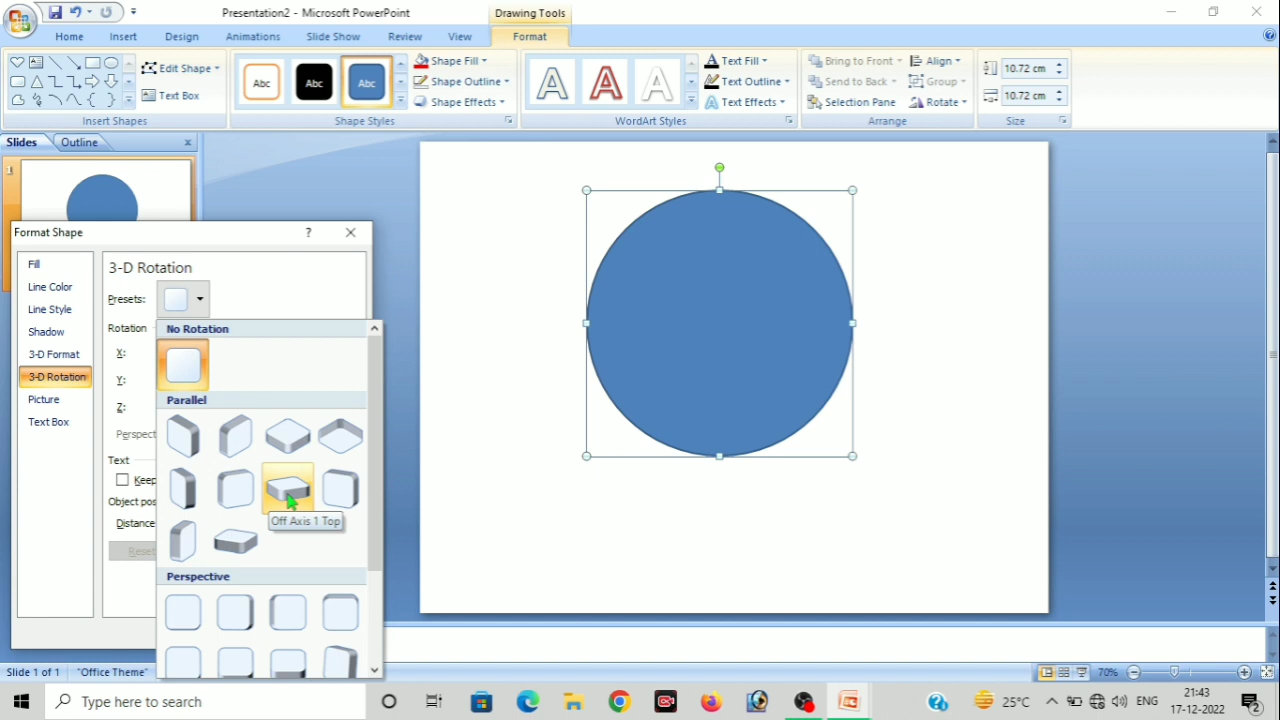 Presentation2 - Microsoft PowerPoint
Drawing Tools
Home
Insert
Design
Animations
Slide Show
Review
View
Format
Edit Shape
Text Box
Insert Shapes
Abc
Abc
Abc
Shape Fill
Shape Outline
Shape Effects
Shape Styles
A
A
A
Text Fill
Text Outline
Text Effects
WordArt Styles
Bring to Front
Send to Back
Selection Pane
Align
Group
Rotate
Arrange
10.72 cm
10.72 cm
Size
Slides
Outline
1
Format Shape
?
Fill
Line Color
Line Style
Shadow
3-D Format
3-D Rotation
Picture
Text Box
3-D Rotation
Presets:
Rotation
X:
Y:
Z:
Perspect
Text
Keep
Object pos
Distance
Reset
No Rotation
Parallel
Off Axis 1 Top
Perspective
Slide 1 of 1
"Office Theme"
70%
Type here to search
25°C
ENG
21:43
17-12-2022
2